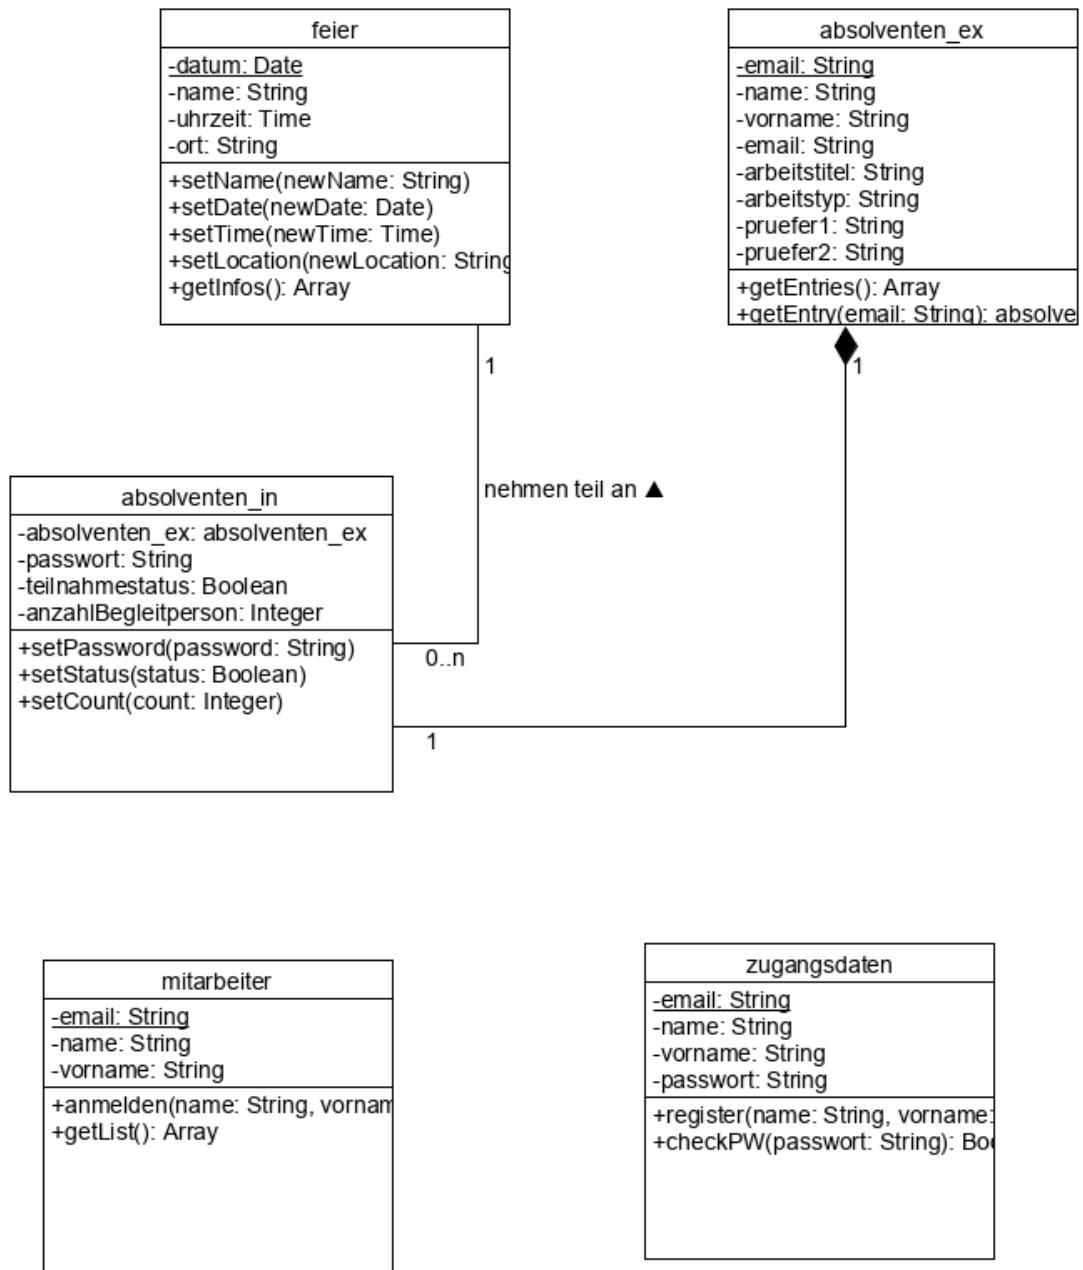 feier
-datum: Date
-name: String
-uhrzeit: Time
-ort: String
+setName(newName: String)
+setDate(newDate: Date)
+setTime(newTime: Time)
+setLocation(newLocation: String
+getInfos(): Array
absolventen_ex
-email: String
-name: String
-vorname: String
-email: String
-arbeitstitel: String
-arbeitstyp: String
-pruefer1: String
-pruefer2: String
+getEntries(): Array
+getEntry(email: String): absolve
1
1
nehmen teil an ▲
absolventen_in
-absolventen_ex: absolventen_ex
-passwort: String
-teilnahmestatus: Boolean
-anzahlBegleitperson: Integer
+setPassword(password: String)
+setStatus(status: Boolean)
+setCount(count: Integer)
0..n
1
mitarbeiter
-email: String
-name: String
-vorname: String
+anmelden(name: String, vornam
+getList(): Array
zugangsdaten
-email: String
-name: String
-vorname: String
-passwort: String
+register(name: String, vorname:
+checkPW(passwort: String): Boo